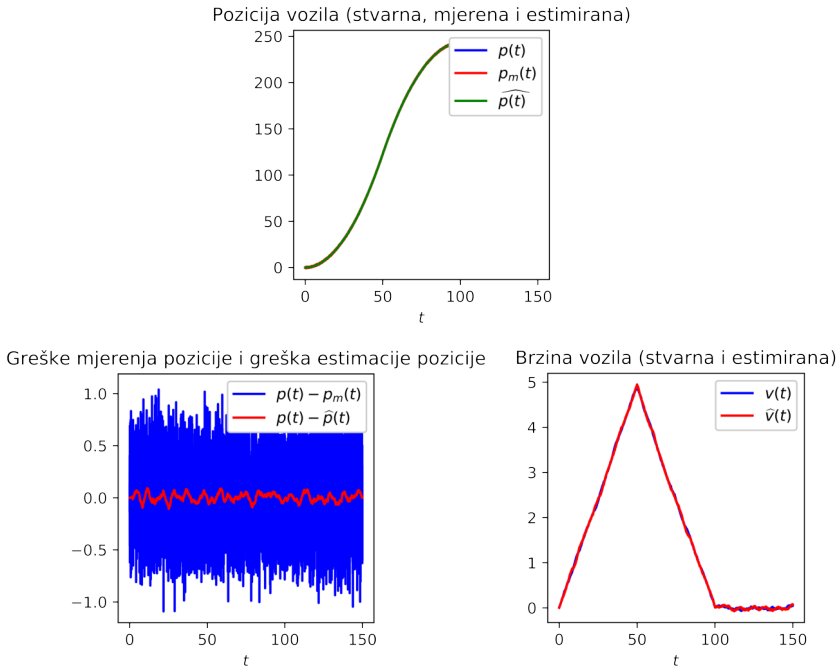 Pozicija vozila (stvarna, mjerena i estimirana)
250
200
150
100
50
0
p(t)
p_m(t)
\widehat{p(t)}
0 50 100 150
t
Greške mjerenja pozicije i greška estimacije pozicije
1.0
0.5
0.0
−0.5
−1.0
p(t) − p_m(t)
p(t) − p̂(t)
0 50 100 150
t
Brzina vozila (stvarna i estimirana)
5
4
3
2
1
0
v(t)
v̂(t)
0 50 100 150
t